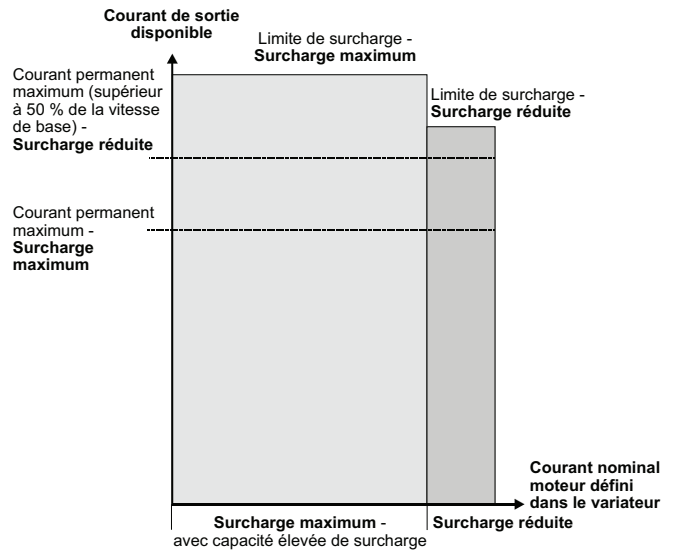 Courant de sortie
disponible
Limite de surcharge -
Surcharge maximum
Courant permanent
maximum (supérieur
à 50 % de la vitesse
de base) -
Surcharge réduite
Limite de surcharge -
Surcharge réduite
Courant permanent
maximum -
Surcharge
maximum
Courant nominal
moteur défini
dans le variateur
Surcharge maximum -
avec capacité élevée de surcharge
Surcharge réduite